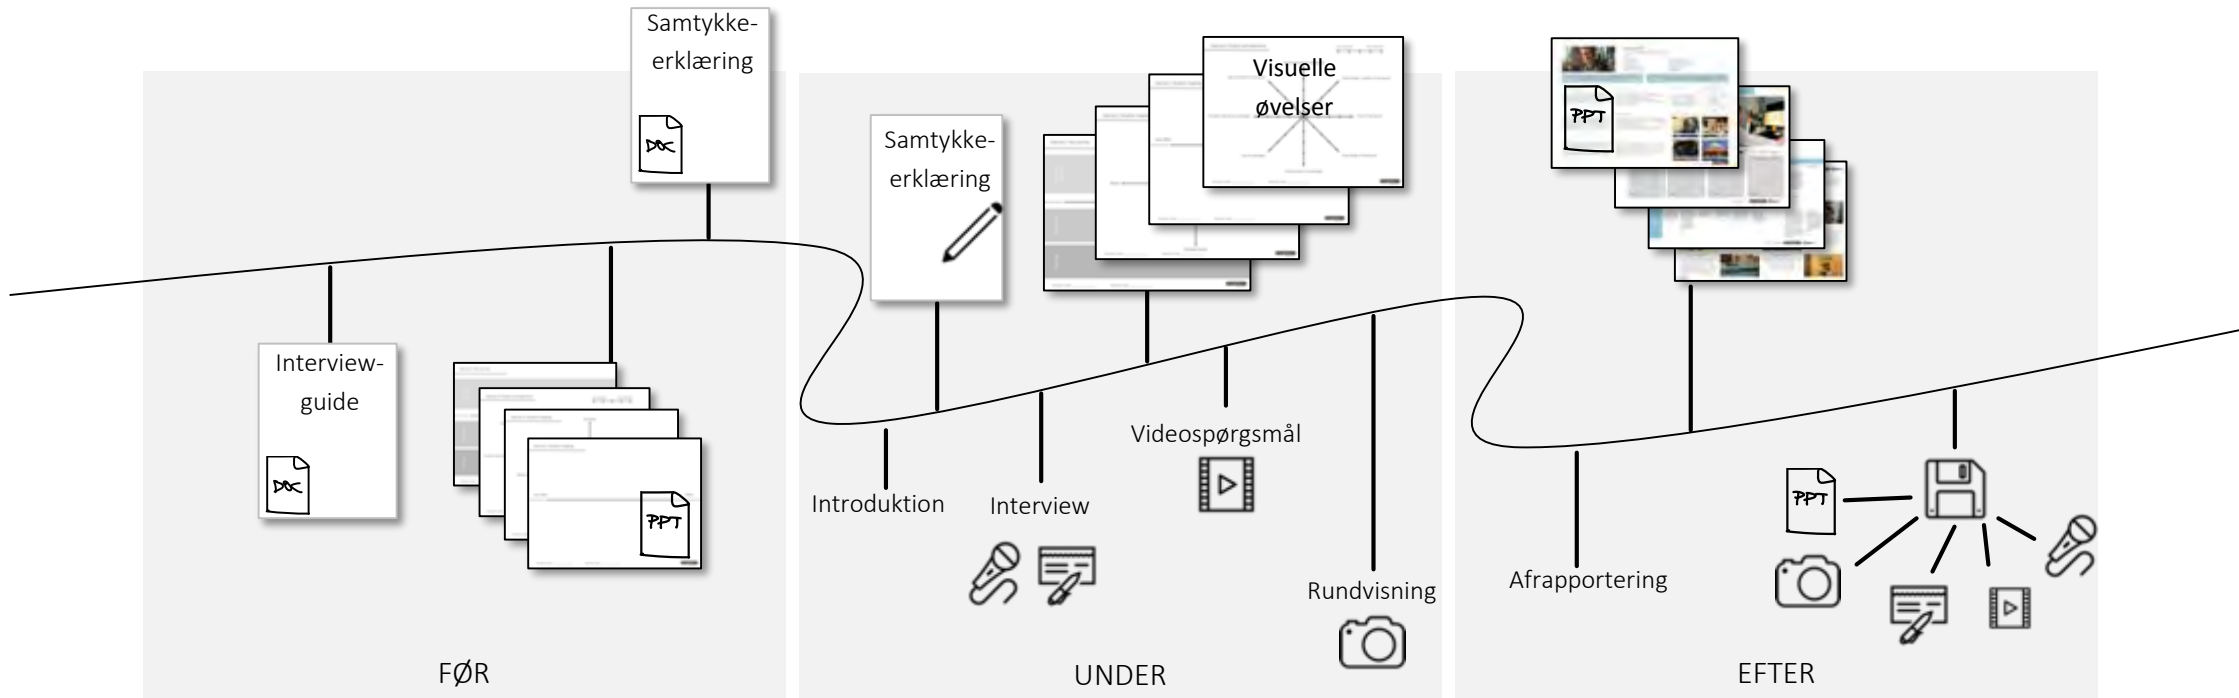 Samtykke-
erklæring
DOC
Interview-
guide
DOC
PPT
FØR
Samtykke-
erklæring
Visuelle
øvelser
Introduktion
Interview
Videospørgsmål
Rundvisning
UNDER
PPT
Afrapportering
PPT
EFTER